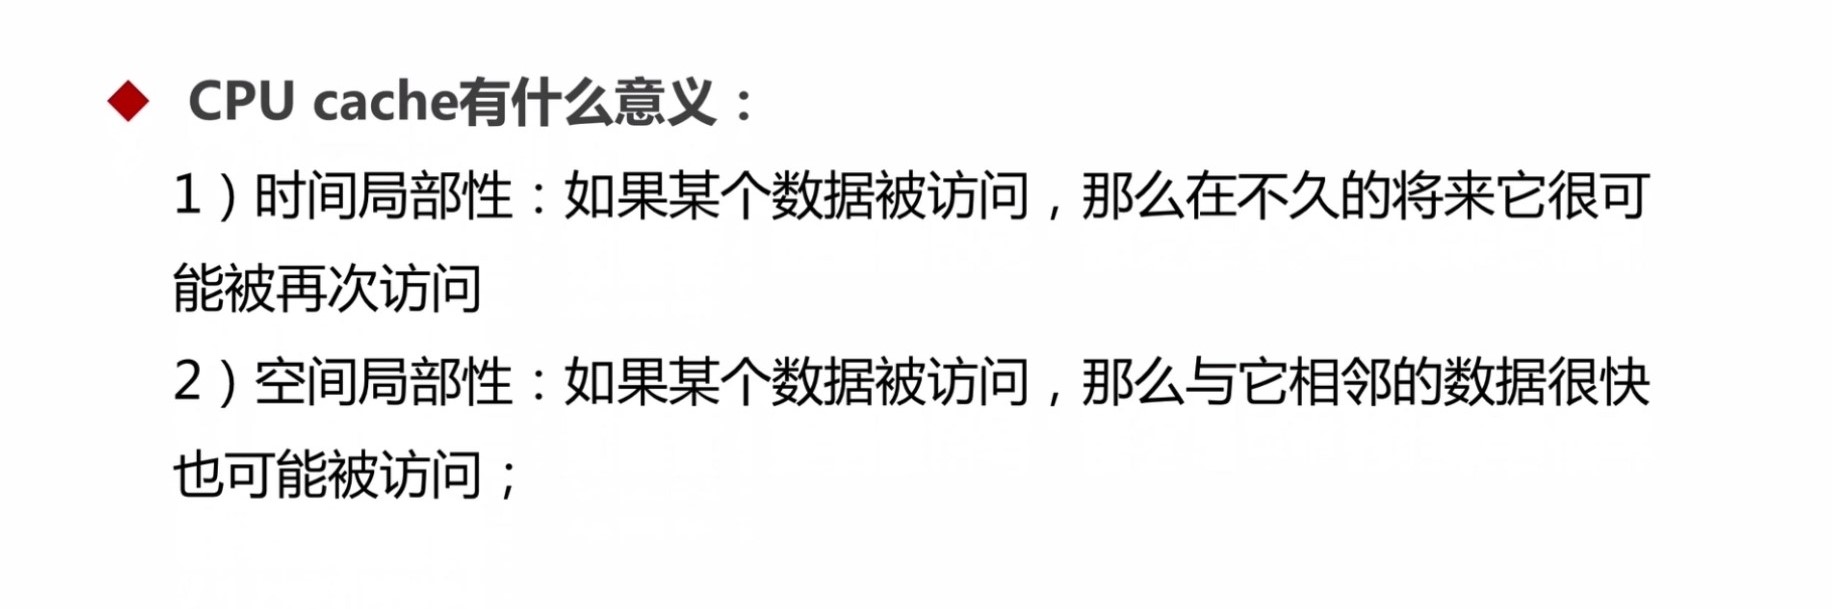 CPU cache有什么意义：
1）时间局部性：如果某个数据被访问，那么在不久的将来它很可
能被再次访问
2）空间局部性：如果某个数据被访问，那么与它相邻的数据很快
也可能被访问；